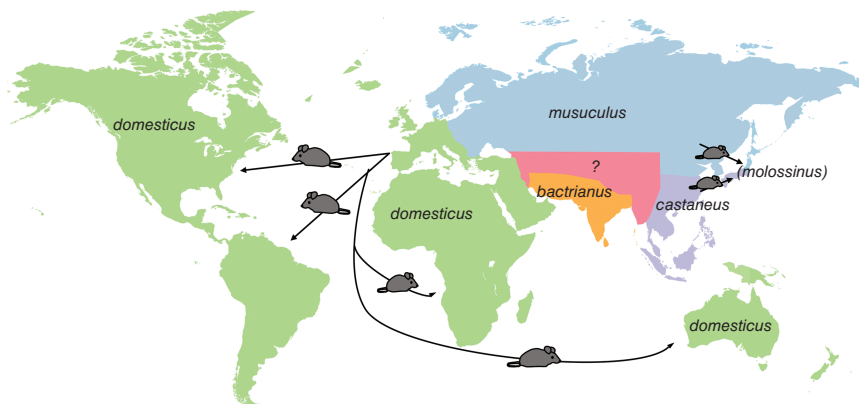 domesticus
musuculus
?
(molossinus)
bactrianus
castaneus
domesticus
domesticus